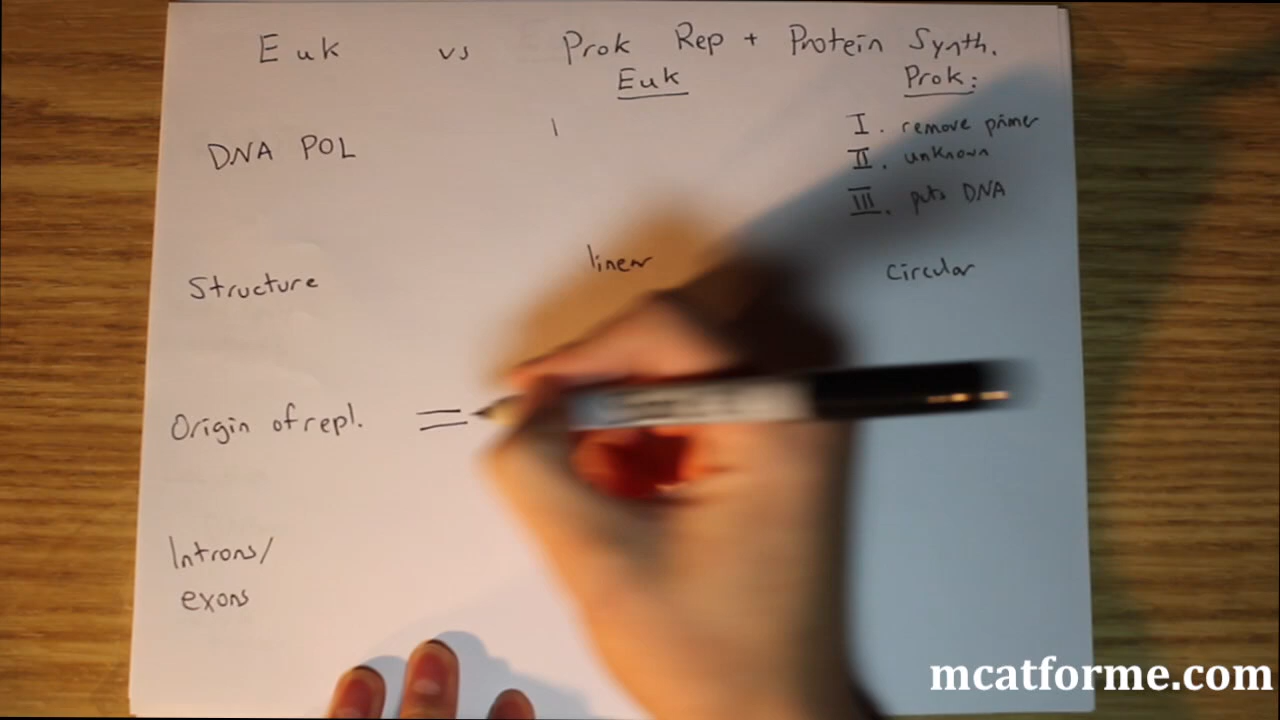 Euk vs Prok Rep + Protein Synth.
Euk Prok:
DNA POL I. remove primer
II. unknown
III. puts DNA
Structure linear circular
Origin of repl.
Introns/
exons
mcatforme.com